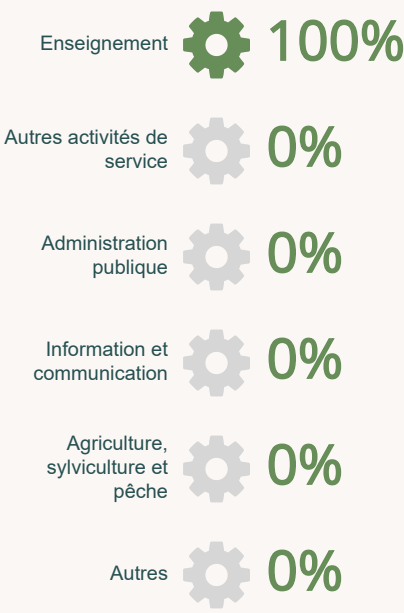 Enseignement 100%
Autres activités de
service 0%
Administration
publique 0%
Information et
communication 0%
Agriculture,
sylviculture et
pêche 0%
Autres 0%